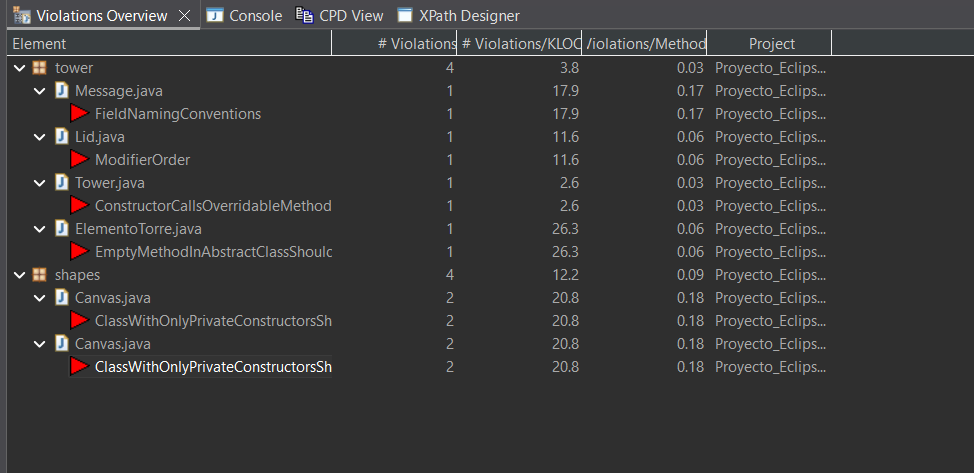 Violations Overview Console CPD View XPath Designer
Element # Violations # Violations/KLOC /iolations/Method Project
tower 4 3.8 0.03 Proyecto_Eclips...
Message.java 1 17.9 0.17 Proyecto_Eclips...
FieldNamingConventions 1 17.9 0.17 Proyecto_Eclips...
Lid.java 1 11.6 0.06 Proyecto_Eclips...
ModifierOrder 1 11.6 0.06 Proyecto_Eclips...
Tower.java 1 2.6 0.03 Proyecto_Eclips...
ConstructorCallsOverridableMethod 1 2.6 0.03 Proyecto_Eclips...
ElementoTorre.java 1 26.3 0.06 Proyecto_Eclips...
EmptyMethodInAbstractClassShoulc 1 26.3 0.06 Proyecto_Eclips...
shapes 4 12.2 0.09 Proyecto_Eclips...
Canvas.java 2 20.8 0.18 Proyecto_Eclips...
ClassWithOnlyPrivateConstructorsSh 2 20.8 0.18 Proyecto_Eclips...
Canvas.java 2 20.8 0.18 Proyecto_Eclips...
ClassWithOnlyPrivateConstructorsSh 2 20.8 0.18 Proyecto_Eclips...